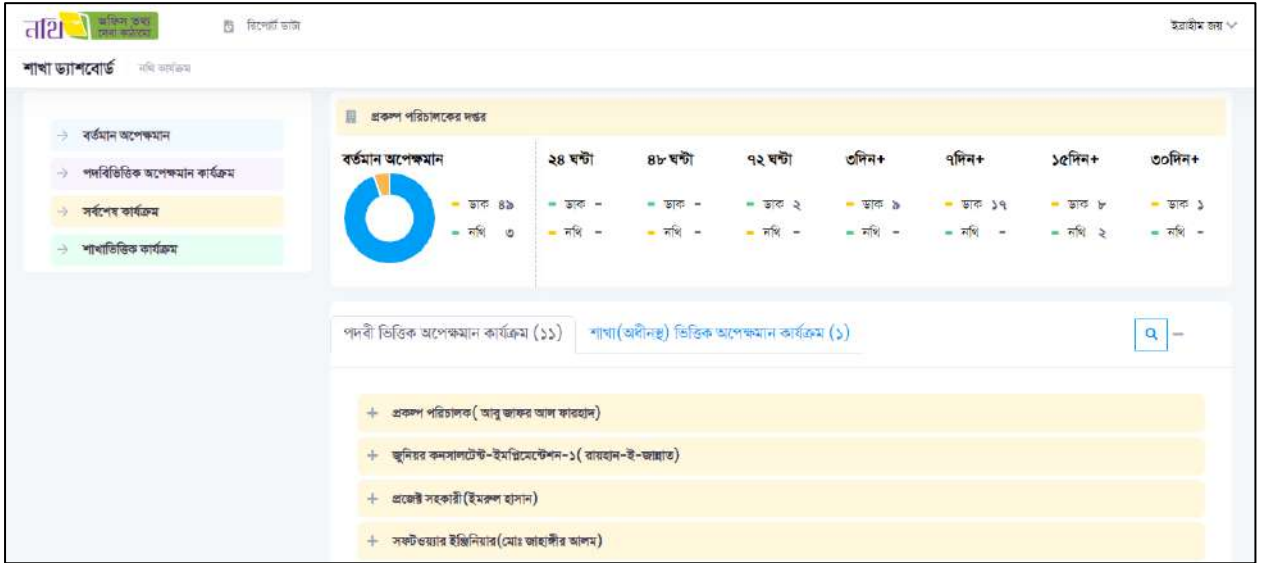 নথি অফিস তথ্য সেবা কাঠামো রিপোর্ট ডাটা ইব্রাহীম জয়
শাখা ড্যাশবোর্ড নথি কার্যক্রম
বর্তমান অপেক্ষমান
পদবিভিত্তিক অপেক্ষমান কার্যক্রম
সর্বশেষ কার্যক্রম
শাখাভিত্তিক কার্যক্রম
প্রকল্প পরিচালকের দপ্তর
বর্তমান অপেক্ষমান ২৪ ঘন্টা ৪৮ ঘন্টা ৭২ ঘন্টা ৩দিন+ ৭দিন+ ১৫দিন+ ৩০দিন+
ডাক ৪৯ ডাক - ডাক - ডাক ২ ডাক ৯ ডাক ১৭ ডাক ৮ ডাক ১
নথি ৩ নথি - নথি - নথি - নথি - নথি - নথি ২ নথি -
পদবী ভিত্তিক অপেক্ষমান কার্যক্রম (১১) শাখা(অধীনস্থ) ভিত্তিক অপেক্ষমান কার্যক্রম (১)
প্রকল্প পরিচালক( আবু জাফর আল ফারহাদ)
জুনিয়র কনসালটেন্ট-ইমপ্লিমেন্টেশন-১( রায়হান-ই-জান্নাত)
প্রজেক্ট সহকারী(ইমরুল হাসান)
সফটওয়্যার ইঞ্জিনিয়ার(মোঃ জাহাঙ্গীর আলম)